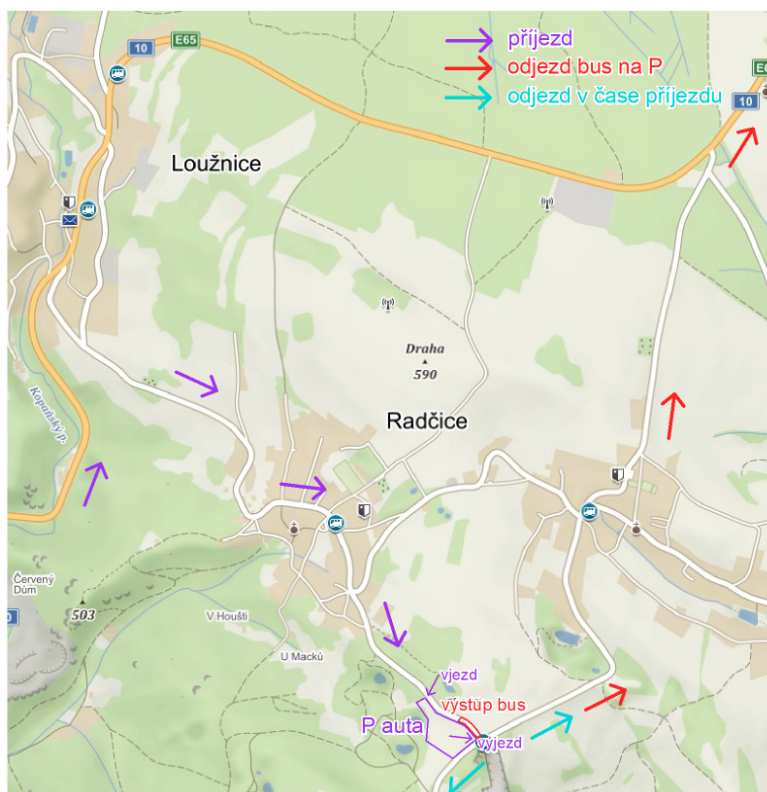 10
E65
příjezd
odjezd bus na P
odjezd v čase příjezdu
10
Loužnice
Draha
590
Radčice
Kopaňský p.
Červený
Dům
503
V Houšti
U Macků
vjezd
výstup bus
P auta
výjezd